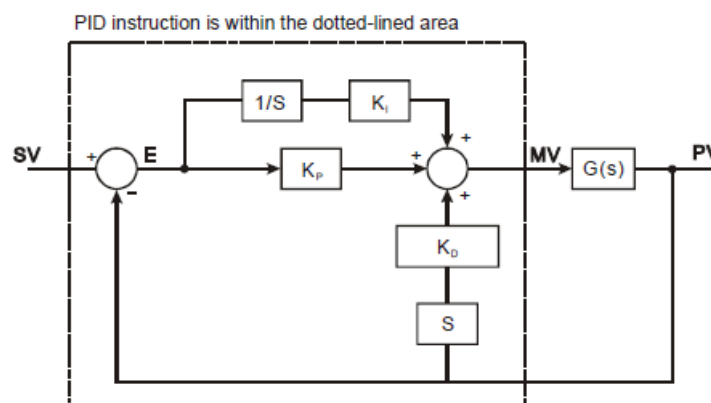 PID instruction is within the dotted-lined area
1/S
K I
+
SV
+
E
K P
+
MV
G(s)
PV
−
+
K D
S